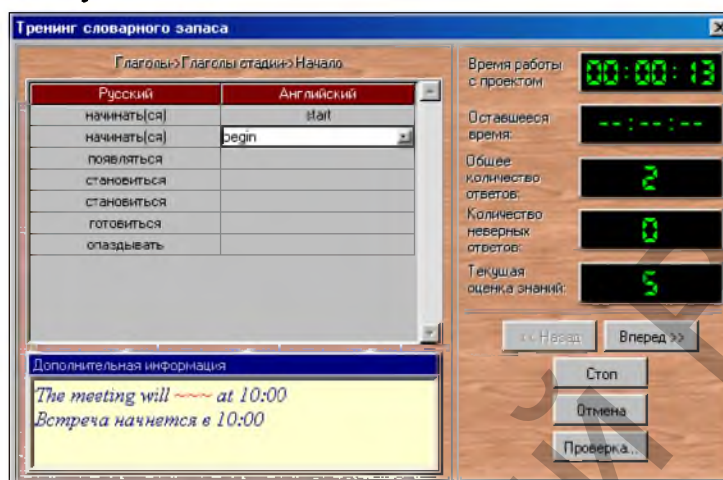 Тренинг словарного запаса
Глаголы->Глаголы стадии->Начало
Русский Английский
начинать(ся) start
начинать(ся) begin
появляться
становиться
становиться
готовиться
опаздывать
Дополнительная информация
The meeting will ~~~ at 10:00
Встреча начнется в 10:00
Время работы
с проектом
00:00:13
Оставшееся
время:
--:--:--
Общее
количество
ответов:
2
Количество
неверных
ответов:
0
Текущая
оценка знаний:
5
<< Назад Вперед >>
Стоп
Отмена
Проверка...